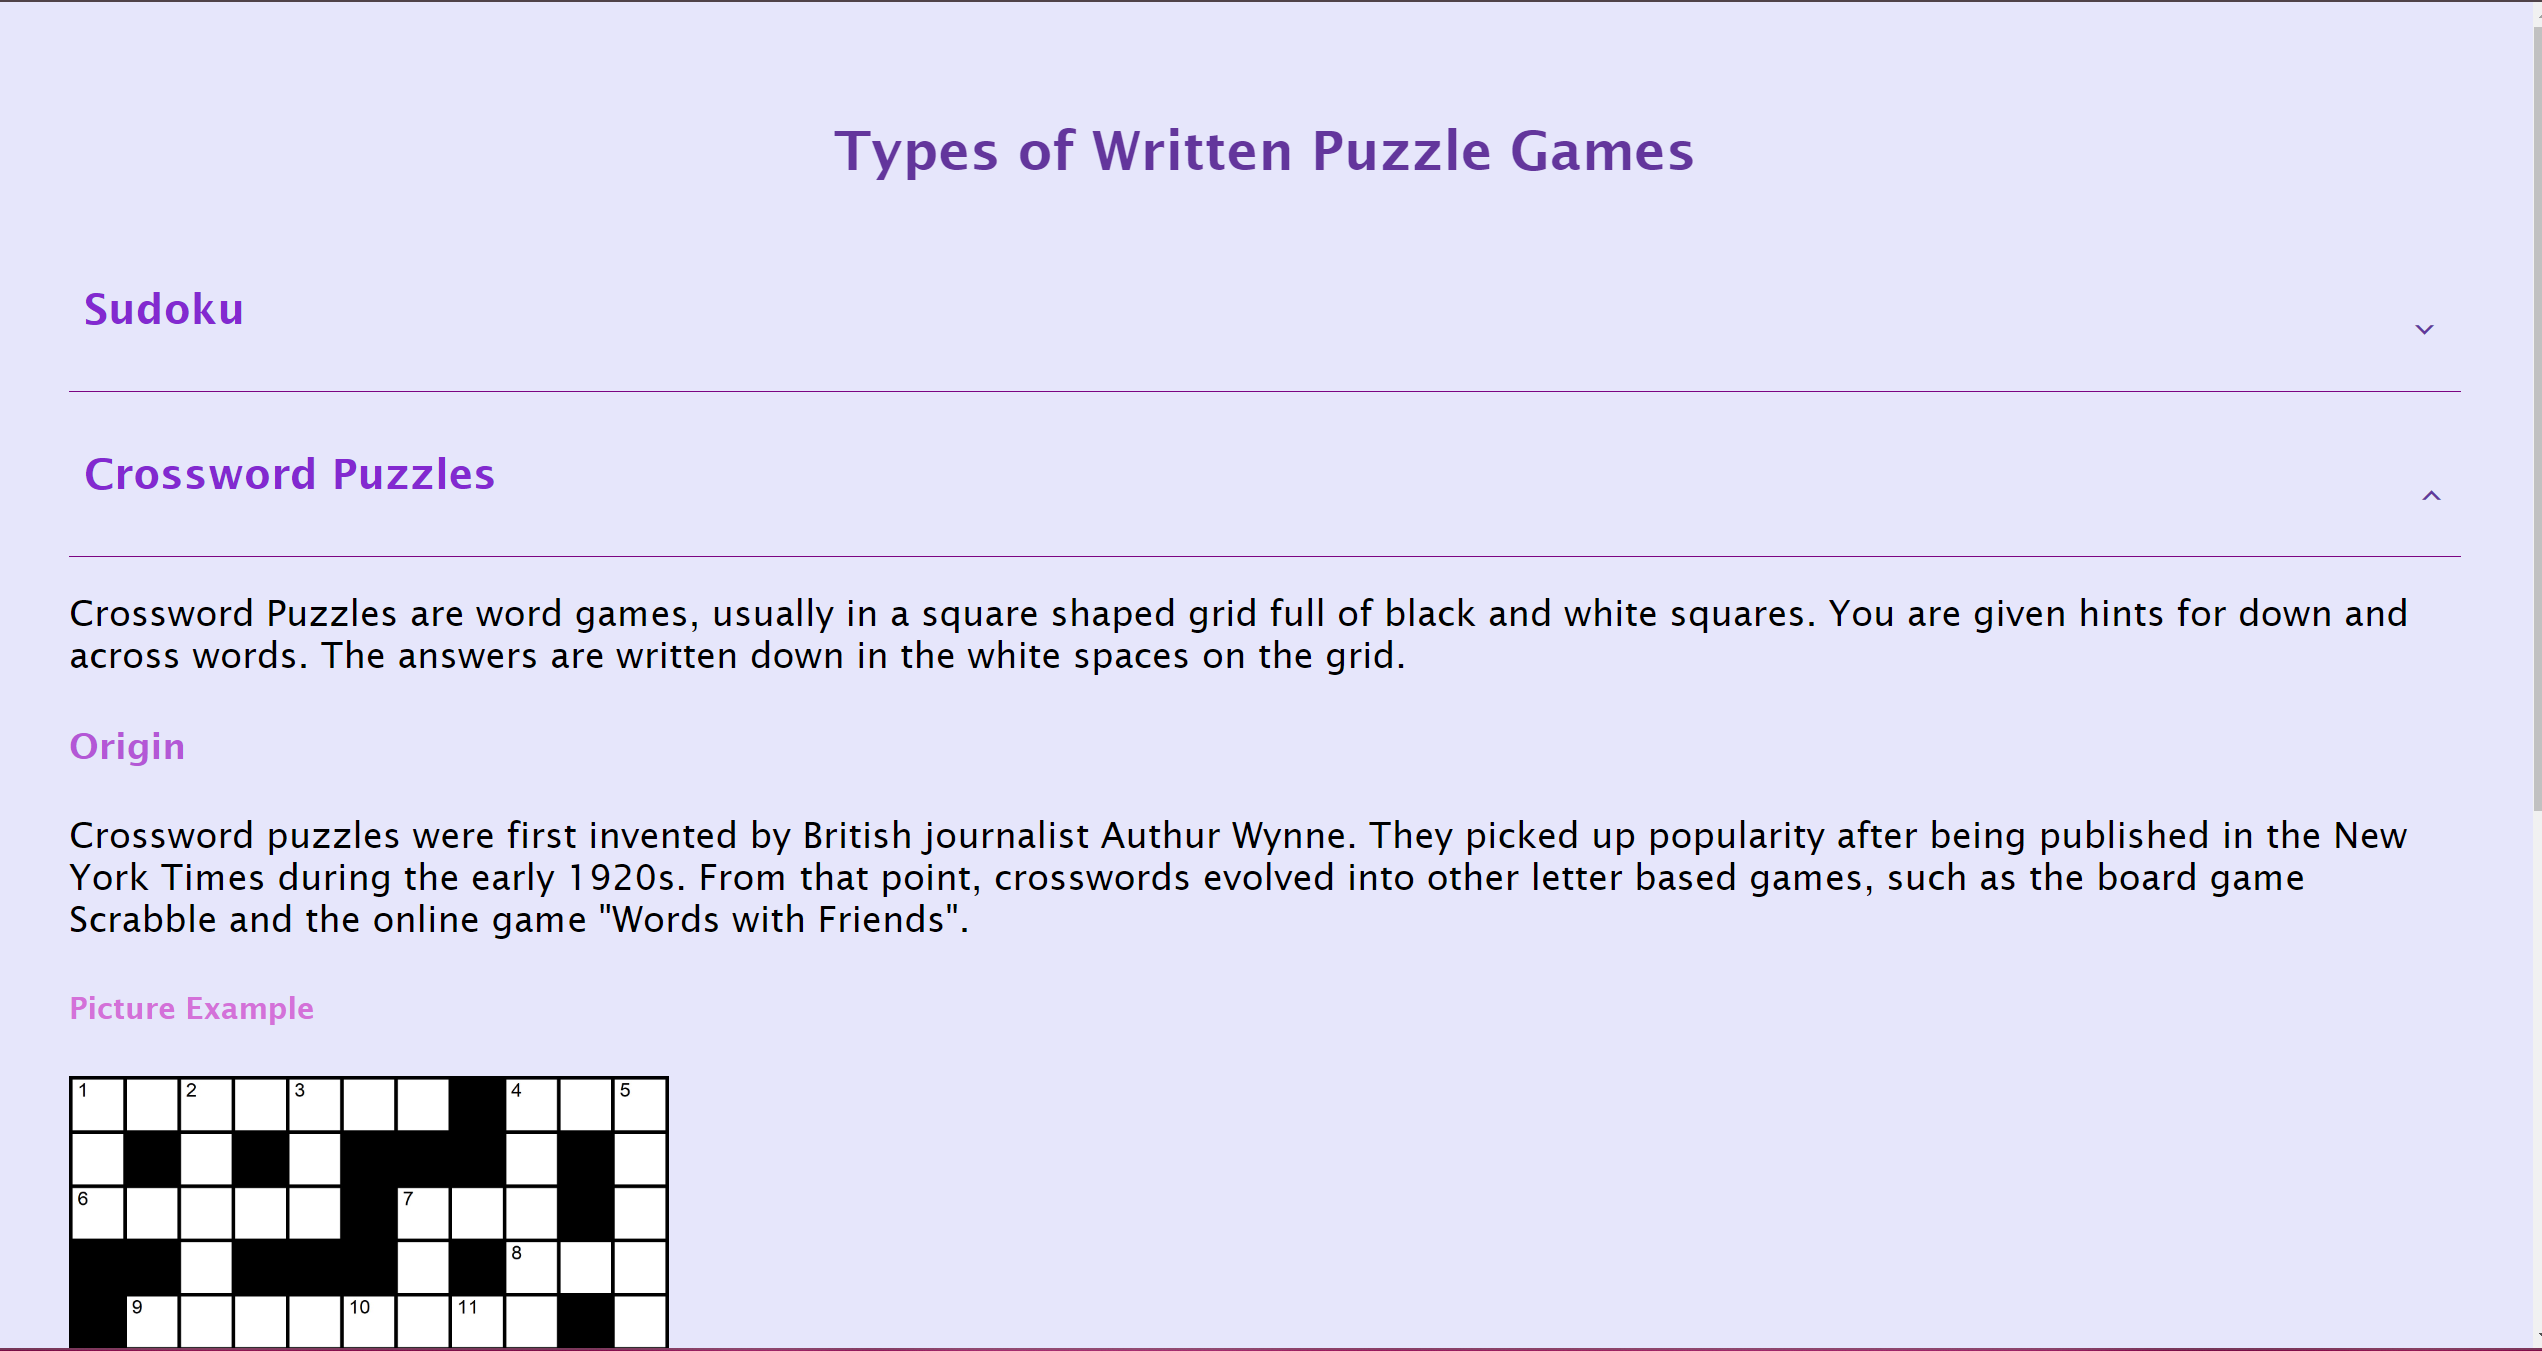 Types of Written Puzzle Games
Sudoku
Crossword Puzzles
Crossword Puzzles are word games, usually in a square shaped grid full of black and white squares. You are given hints for down and
across words. The answers are written down in the white spaces on the grid.
Origin
Crossword puzzles were first invented by British journalist Authur Wynne. They picked up popularity after being published in the New
York Times during the early 1920s. From that point, crosswords evolved into other letter based games, such as the board game
Scrabble and the online game "Words with Friends".
Picture Example
1 2 3 4 5
6 7
8
9 10 11